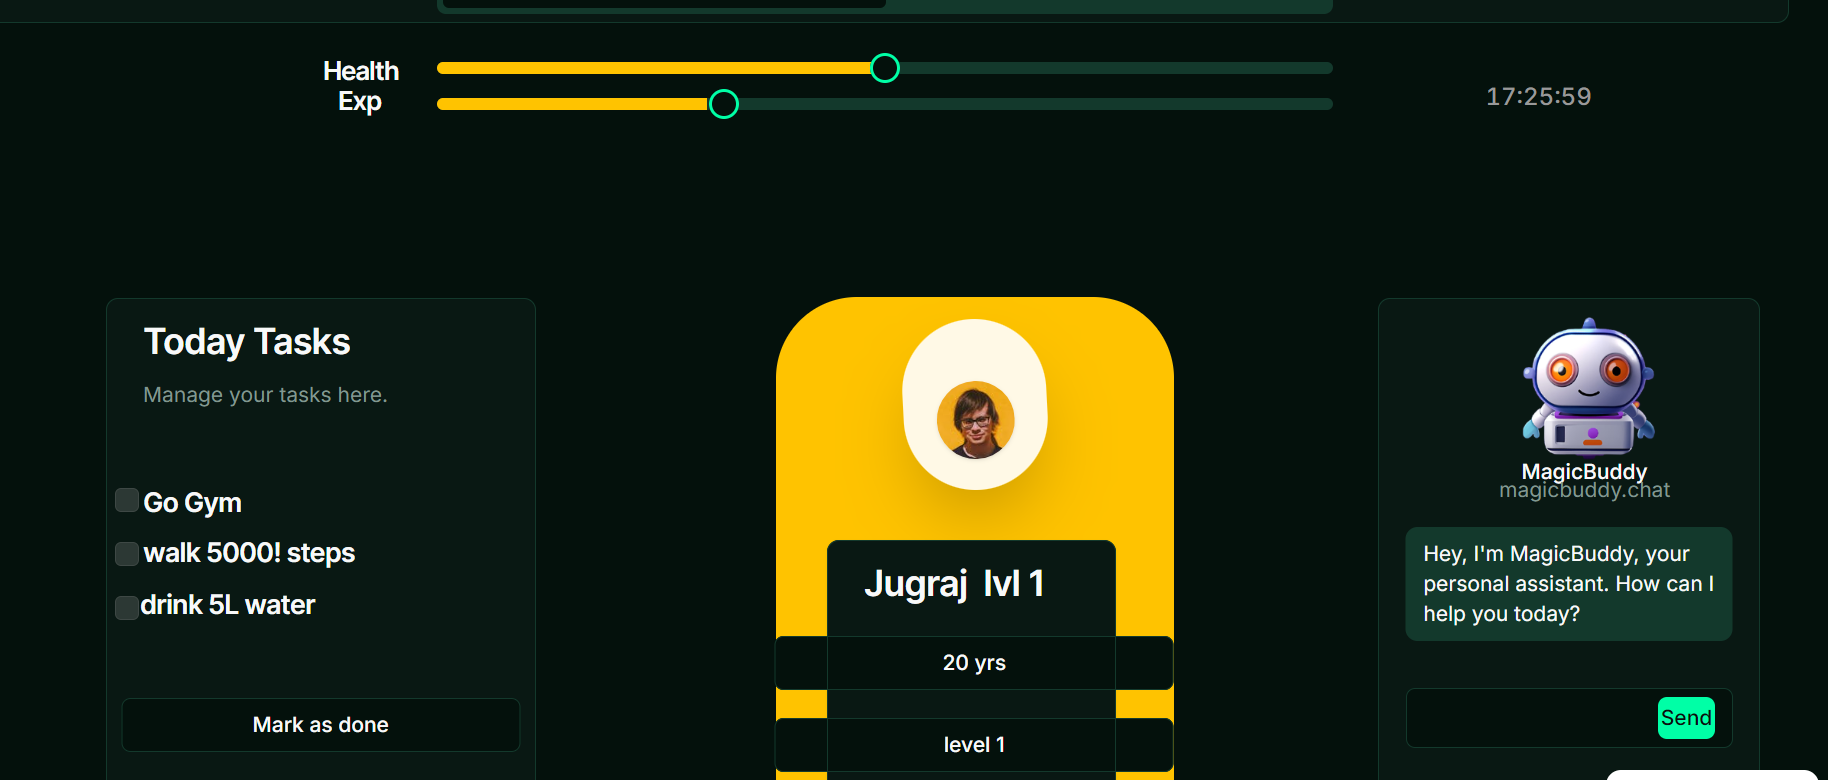 Health
Exp
17:25:59
Today Tasks
Manage your tasks here.
Go Gym
walk 5000! steps
drink 5L water
Mark as done
Jugraj lvl 1
20 yrs
level 1
MagicBuddy
magicbuddy.chat
Hey, I'm MagicBuddy, your
personal assistant. How can I
help you today?
Send